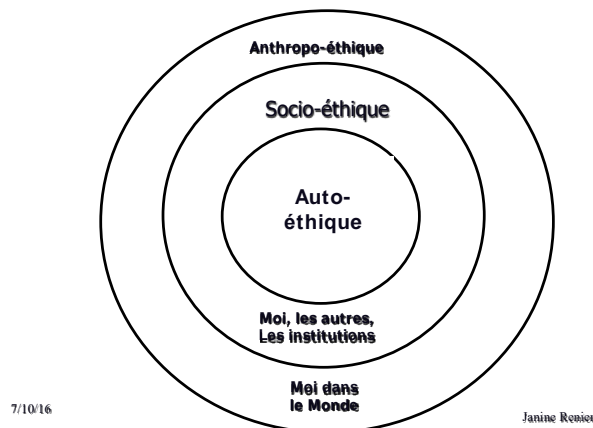 Anthropo-éthique
Socio-éthique
Auto-
éthique
Moi, les autres,
Les institutions
Moi dans
le Monde
7/10/16
Janine Renier